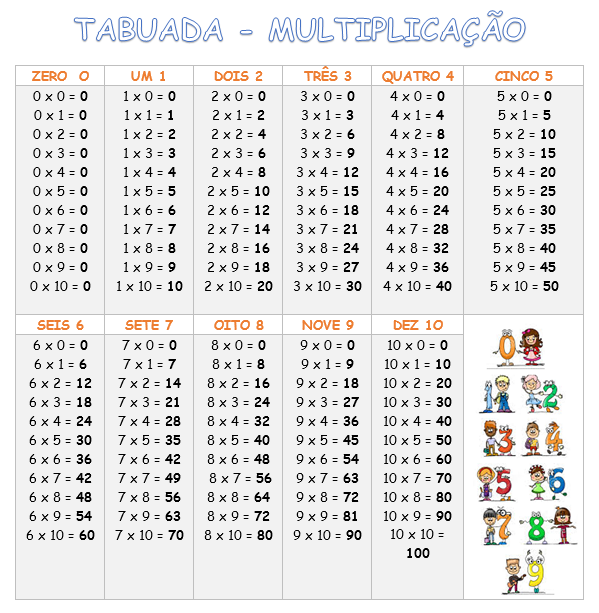 TABUADA - MULTIPLICAÇÃO
ZERO 0
0 x 0 = 0
0 x 1 = 0
0 x 2 = 0
0 x 3 = 0
0 x 4 = 0
0 x 5 = 0
0 x 6 = 0
0 x 7 = 0
0 x 8 = 0
0 x 9 = 0
0 x 10 = 0
UM 1
1 x 0 = 0
1 x 1 = 1
1 x 2 = 2
1 x 3 = 3
1 x 4 = 4
1 x 5 = 5
1 x 6 = 6
1 x 7 = 7
1 x 8 = 8
1 x 9 = 9
1 x 10 = 10
DOIS 2
2 x 0 = 0
2 x 1 = 2
2 x 2 = 4
2 x 3 = 6
2 x 4 = 8
2 x 5 = 10
2 x 6 = 12
2 x 7 = 14
2 x 8 = 16
2 x 9 = 18
2 x 10 = 20
TRÊS 3
3 x 0 = 0
3 x 1 = 3
3 x 2 = 6
3 x 3 = 9
3 x 4 = 12
3 x 5 = 15
3 x 6 = 18
3 x 7 = 21
3 x 8 = 24
3 x 9 = 27
3 x 10 = 30
QUATRO 4
4 x 0 = 0
4 x 1 = 4
4 x 2 = 8
4 x 3 = 12
4 x 4 = 16
4 x 5 = 20
4 x 6 = 24
4 x 7 = 28
4 x 8 = 32
4 x 9 = 36
4 x 10 = 40
CINCO 5
5 x 0 = 0
5 x 1 = 5
5 x 2 = 10
5 x 3 = 15
5 x 4 = 20
5 x 5 = 25
5 x 6 = 30
5 x 7 = 35
5 x 8 = 40
5 x 9 = 45
5 x 10 = 50
SEIS 6
6 x 0 = 0
6 x 1 = 6
6 x 2 = 12
6 x 3 = 18
6 x 4 = 24
6 x 5 = 30
6 x 6 = 36
6 x 7 = 42
6 x 8 = 48
6 x 9 = 54
6 x 10 = 60
SETE 7
7 x 0 = 0
7 x 1 = 7
7 x 2 = 14
7 x 3 = 21
7 x 4 = 28
7 x 5 = 35
7 x 6 = 42
7 x 7 = 49
7 x 8 = 56
7 x 9 = 63
7 x 10 = 70
OITO 8
8 x 0 = 0
8 x 1 = 8
8 x 2 = 16
8 x 3 = 24
8 x 4 = 32
8 x 5 = 40
8 x 6 = 48
8 x 7 = 56
8 x 8 = 64
8 x 9 = 72
8 x 10 = 80
NOVE 9
9 x 0 = 0
9 x 1 = 9
9 x 2 = 18
9 x 3 = 27
9 x 4 = 36
9 x 5 = 45
9 x 6 = 54
9 x 7 = 63
9 x 8 = 72
9 x 9 = 81
9 x 10 = 90
DEZ 10
10 x 0 = 0
10 x 1 = 10
10 x 2 = 20
10 x 3 = 30
10 x 4 = 40
10 x 5 = 50
10 x 6 = 60
10 x 7 = 70
10 x 8 = 80
10 x 9 = 90
10 x 10 =
100
0
1 2
3 4
5 6
7 8
9